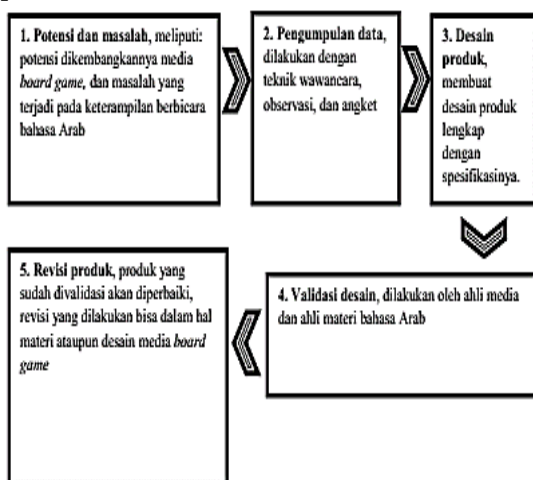 1. Potensi dan masalah, meliputi:
potensi dikembangkannya media
board game, dan masalah yang
terjadi pada keterampilan berbicara
bahasa Arab
2. Pengumpulan data,
dilakukan dengan
teknik wawancara,
observasi, dan angket
3. Desain
produk,
membuat
desain produk
lengkap
dengan
spesifikasinya.
4. Validasi desain, dilakukan oleh ahli media
dan ahli materi bahasa Arab
5. Revisi produk, produk yang
sudah divalidasi akan diperbaiki,
revisi yang dilakukan bisa dalam hal
materi ataupun desain media board
game